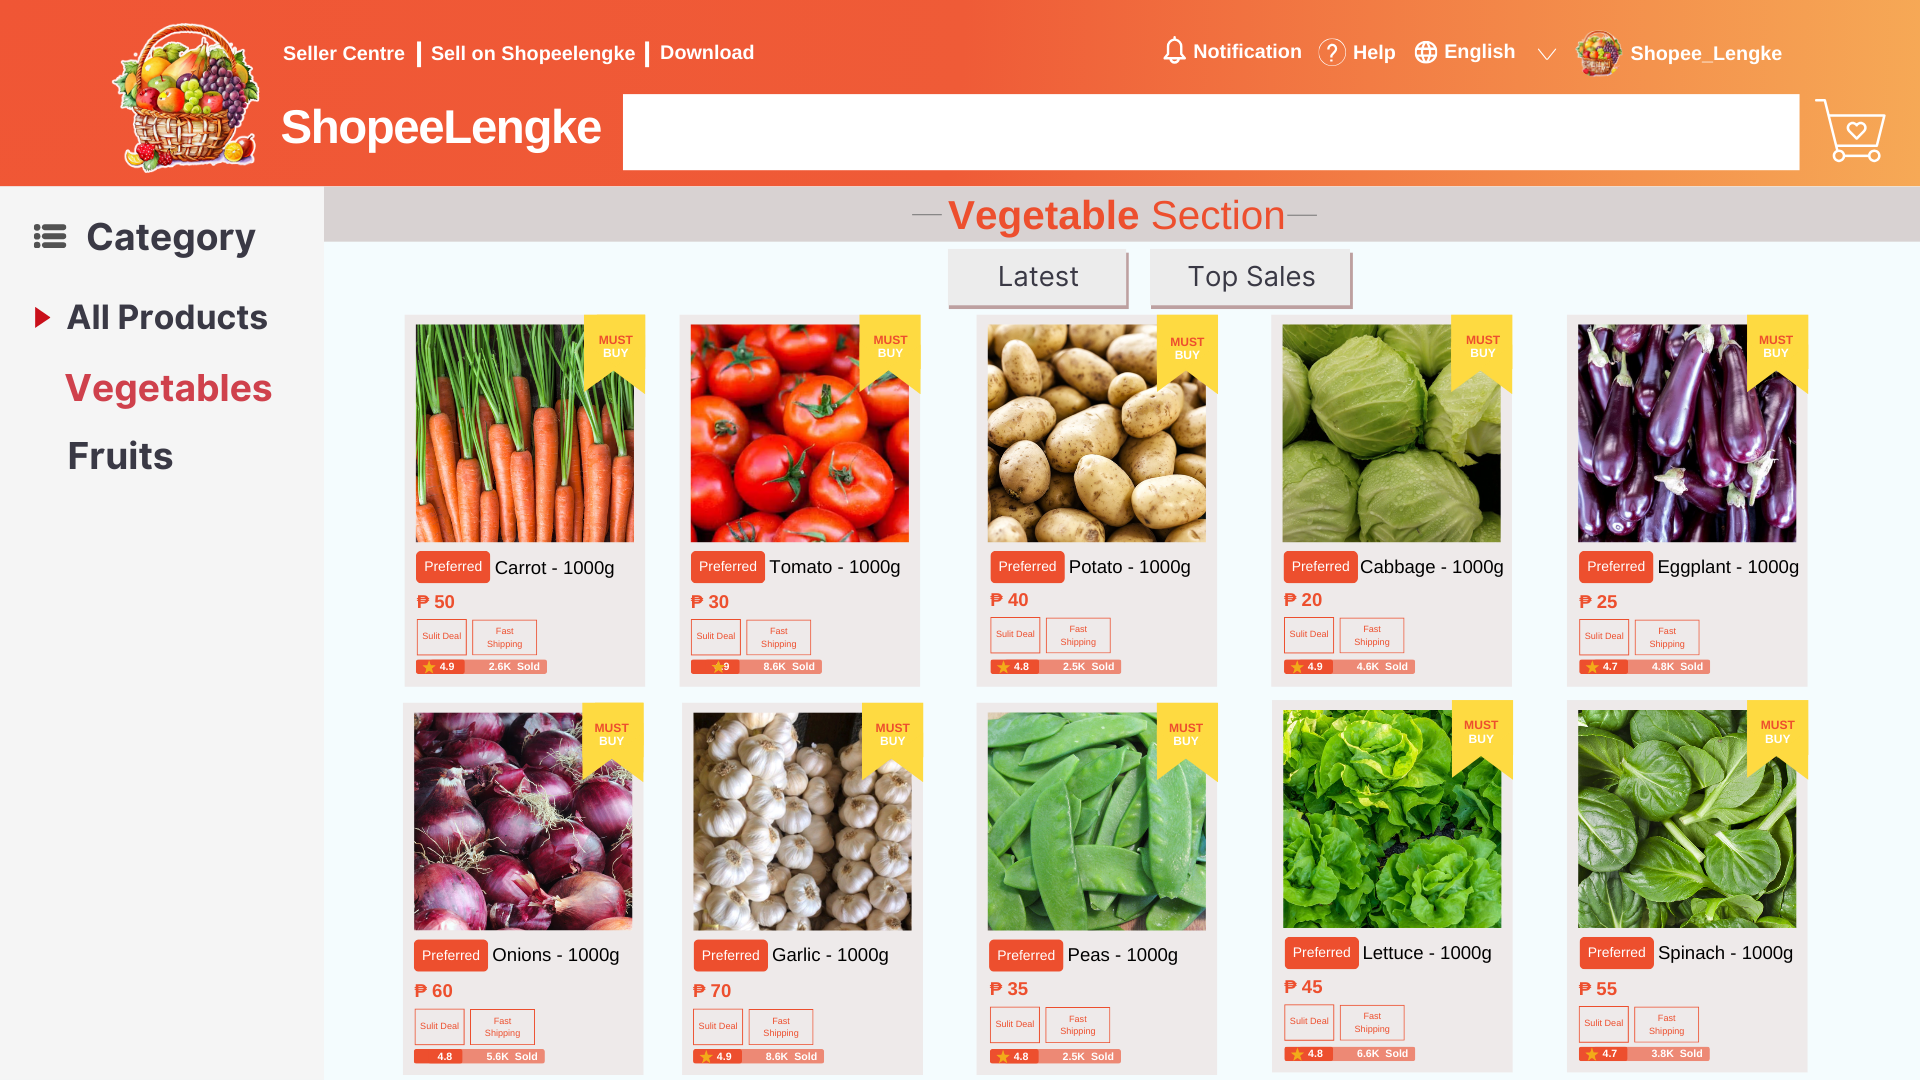 Seller Centre | Sell on Shopeelengke | Download
Notification
Help
English
Shopee_Lengke
ShopeeLengke
Category
All Products
Vegetables
Fruits
Vegetable Section
Latest
Top Sales
MUST
BUY
Preferred Carrot - 1000g
₱ 50
Sulit Deal
Fast
Shipping
4.9 2.6K Sold
MUST
BUY
Preferred Tomato - 1000g
₱ 30
Sulit Deal
Fast
Shipping
9 8.6K Sold
MUST
BUY
Preferred Potato - 1000g
₱ 40
Sulit Deal
Fast
Shipping
4.8 2.5K Sold
MUST
BUY
Preferred Cabbage - 1000g
₱ 20
Sulit Deal
Fast
Shipping
4.9 4.6K Sold
MUST
BUY
Preferred Eggplant - 1000g
₱ 25
Sulit Deal
Fast
Shipping
4.7 4.8K Sold
MUST
BUY
Preferred Onions - 1000g
₱ 60
Sulit Deal
Fast
Shipping
4.8 5.6K Sold
MUST
BUY
Preferred Garlic - 1000g
₱ 70
Sulit Deal
Fast
Shipping
4.9 8.6K Sold
MUST
BUY
Preferred Peas - 1000g
₱ 35
Sulit Deal
Fast
Shipping
4.8 2.5K Sold
MUST
BUY
Preferred Lettuce - 1000g
₱ 45
Sulit Deal
Fast
Shipping
4.8 6.6K Sold
MUST
BUY
Preferred Spinach - 1000g
₱ 55
Sulit Deal
Fast
Shipping
4.7 3.8K Sold